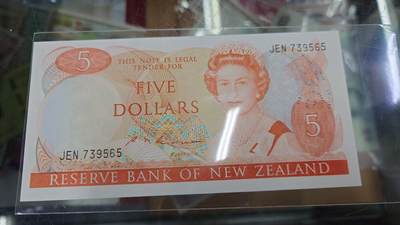 5
JEN 739565
THIS NOTE IS LEGAL
TENDER FOR
FIVE
DOLLARS
5
JEN 739565
RESERVE BANK OF NEW ZEALAND